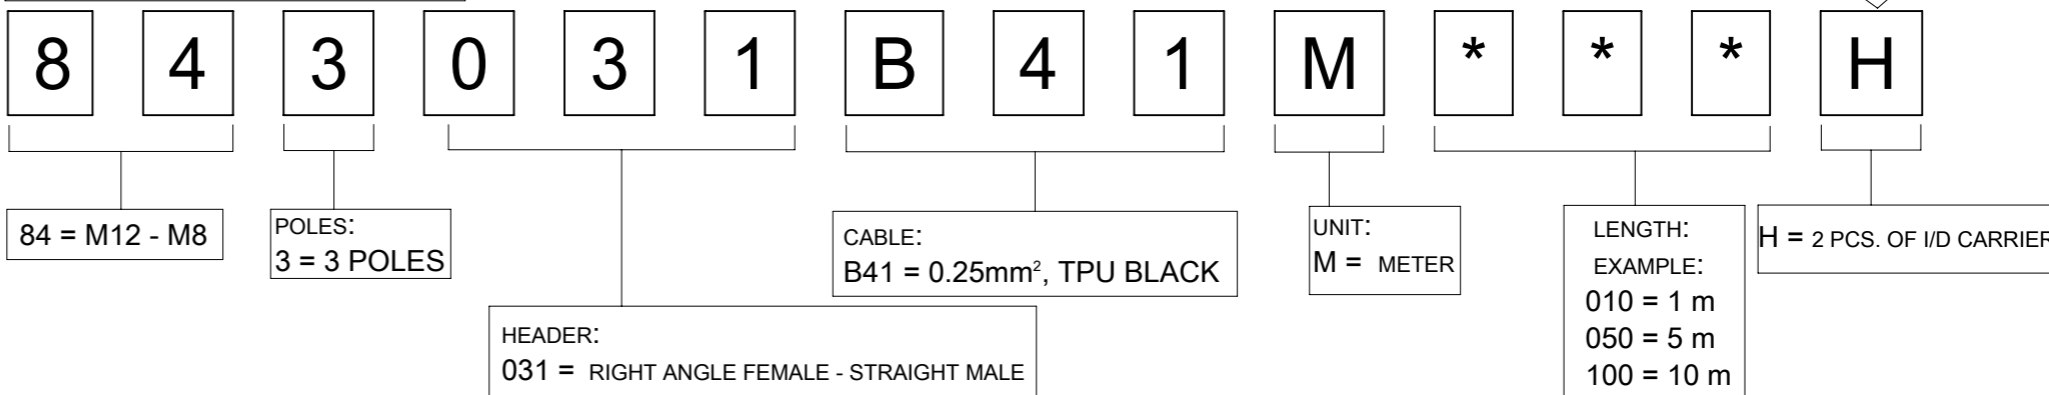 8 4 3 0 3 1 B 4 1 M * * * H
84 = M12 - M8
POLES:
3 = 3 POLES
HEADER:
031 = RIGHT ANGLE FEMALE - STRAIGHT MALE
CABLE:
B41 = 0.25mm², TPU BLACK
UNIT:
M = METER
LENGTH:
EXAMPLE:
010 = 1 m
050 = 5 m
100 = 10 m
H = 2 PCS. OF I/D CARRIER